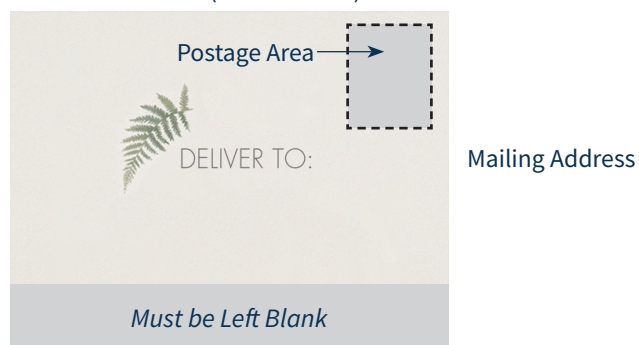 Postage Area
DELIVER TO:
Mailing Address
Must be Left Blank